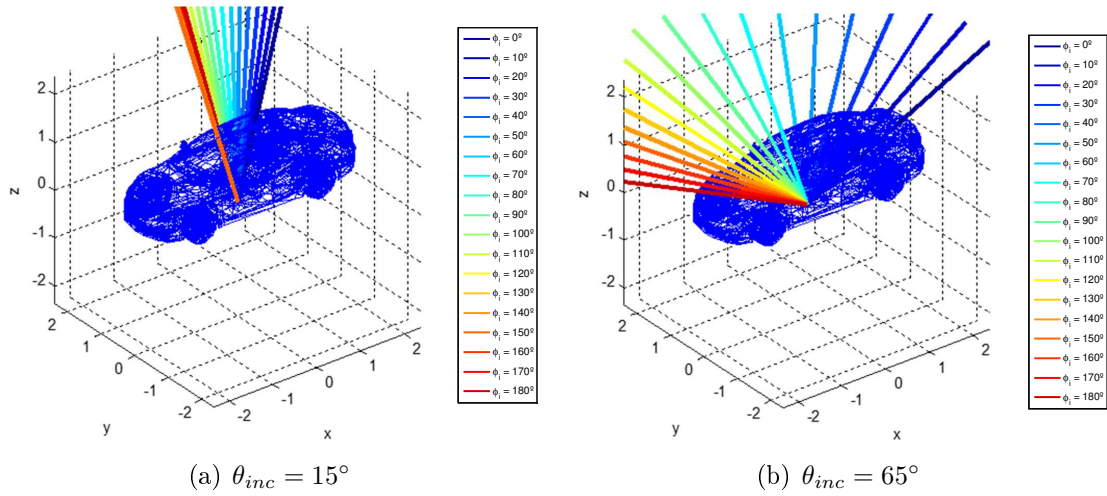 2
1
0
-1
-2
z
2
1
0
-1
-2
y
-2
-1
0
1
2
x
ϕi = 0º
ϕi = 10º
ϕi = 20º
ϕi = 30º
ϕi = 40º
ϕi = 50º
ϕi = 60º
ϕi = 70º
ϕi = 80º
ϕi = 90º
ϕi = 100º
ϕi = 110º
ϕi = 120º
ϕi = 130º
ϕi = 140º
ϕi = 150º
ϕi = 160º
ϕi = 170º
ϕi = 180º
(a) θinc = 15°
2
1
0
-1
-2
z
2
1
0
-1
-2
y
-2
-1
0
1
2
x
ϕi = 0º
ϕi = 10º
ϕi = 20º
ϕi = 30º
ϕi = 40º
ϕi = 50º
ϕi = 60º
ϕi = 70º
ϕi = 80º
ϕi = 90º
ϕi = 100º
ϕi = 110º
ϕi = 120º
ϕi = 130º
ϕi = 140º
ϕi = 150º
ϕi = 160º
ϕi = 170º
ϕi = 180º
(b) θinc = 65°